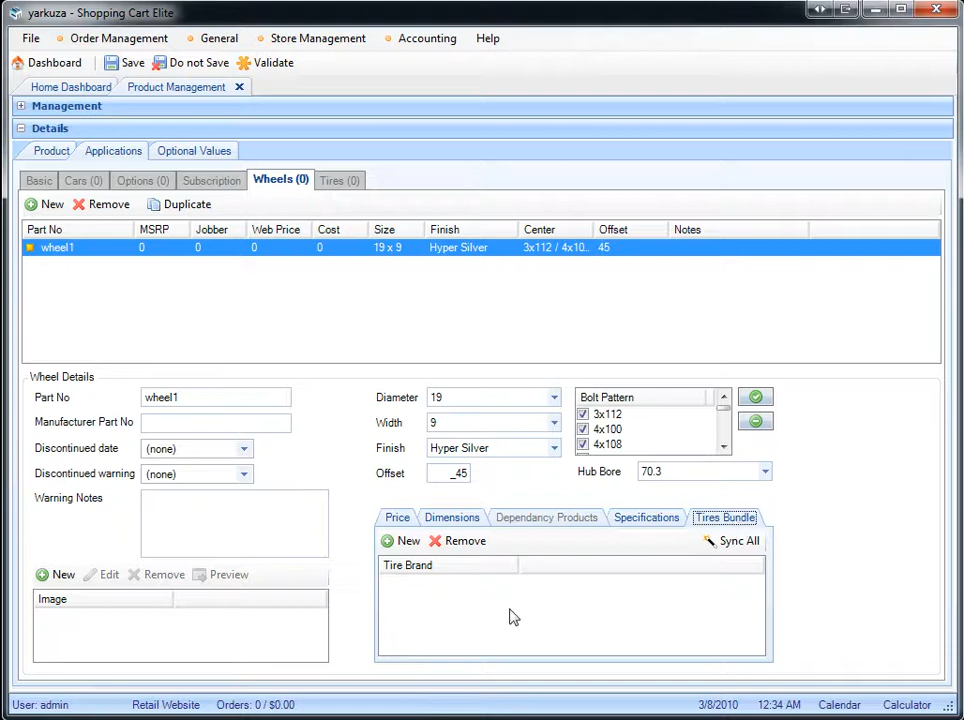 yarkuza - Shopping Cart Elite
File Order Management General Store Management Accounting Help
Dashboard Save Do not Save Validate
Home Dashboard Product Management
Management
Details
Product Applications Optional Values
Basic Cars (0) Options (0) Subscription Wheels (0) Tires (0)
New Remove Duplicate
Part No MSRP Jobber Web Price Cost Size Finish Center Offset Notes
wheel1 0 0 0 0 19 x 9 Hyper Silver 3x112 / 4x10.. 45
Wheel Details
Part No wheel1 Diameter 19 Bolt Pattern
3x112
Manufacturer Part No Width 9 4x100
4x108
Discontinued date (none) Finish Hyper Silver
Discontinued warning (none) Offset _45 Hub Bore 70.3
Warning Notes
Price Dimensions Dependancy Products Specifications Tires Bundle
New Remove Sync All
Tire Brand
New Edit Remove Preview
Image
User: admin Retail Website Orders: 0 / $0.00 3/8/2010 12:34 AM Calendar Calculator